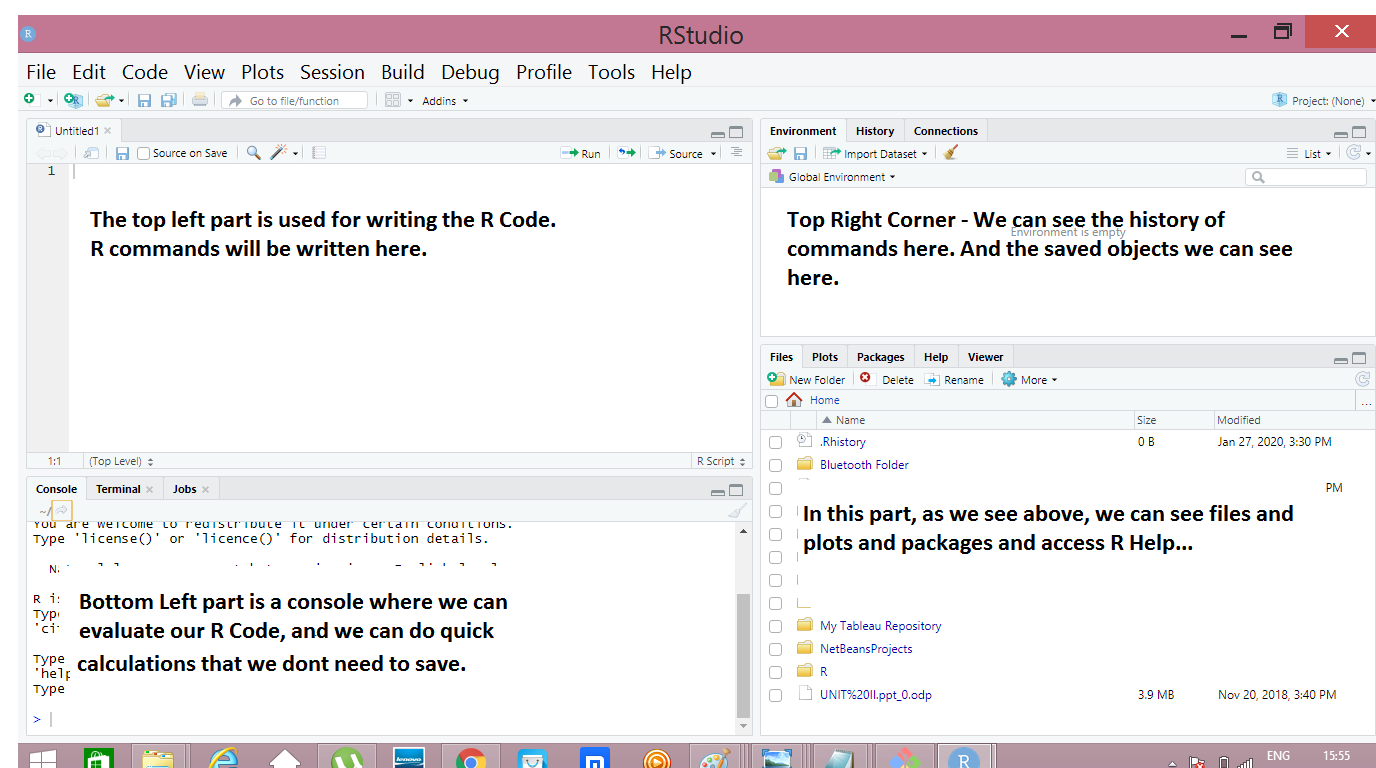 RStudio
File Edit Code View Plots Session Build Debug Profile Tools Help
Go to file/function Addins Project: (None)
Untitled1
Source on Save Run Source
1
The top left part is used for writing the R Code.
R commands will be written here.
1:1 (Top Level) R Script
Console Terminal Jobs
~/
You are welcome to redistribute it under certain conditions.
Type 'license()' or 'licence()' for distribution details.
R is
Type
Bottom Left part is a console where we can
evaluate our R Code, and we can do quick
calculations that we dont need to save.
Type
'help
Type
>
Environment History Connections
Import Dataset List
Global Environment
Environment is empty
Top Right Corner - We can see the history of
commands here. And the saved objects we can see
here.
Files Plots Packages Help Viewer
New Folder Delete Rename More
Home
Name Size Modified
.Rhistory 0 B Jan 27, 2020, 3:30 PM
Bluetooth Folder
PM
In this part, as we see above, we can see files and
plots and packages and access R Help...
My Tableau Repository
NetBeansProjects
R
UNIT%20II.ppt_0.odp 3.9 MB Nov 20, 2018, 3:40 PM
lenovo ENG 15:55